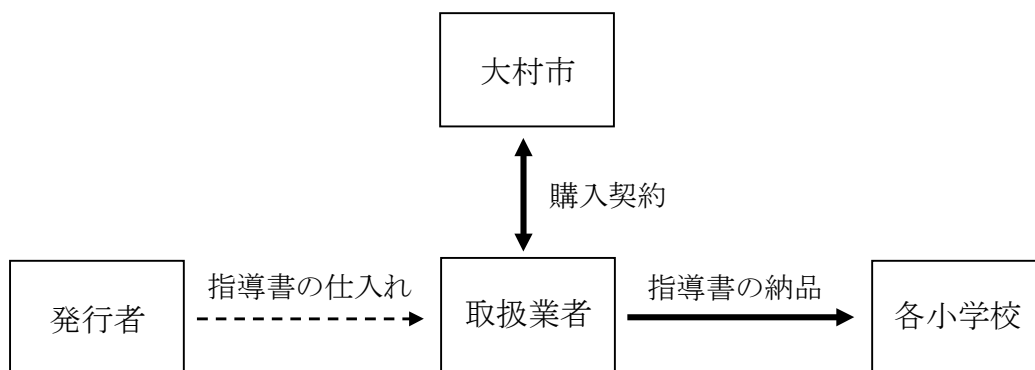 大村市
購入契約
発行者
指導書の仕入れ
取扱業者
指導書の納品
各小学校